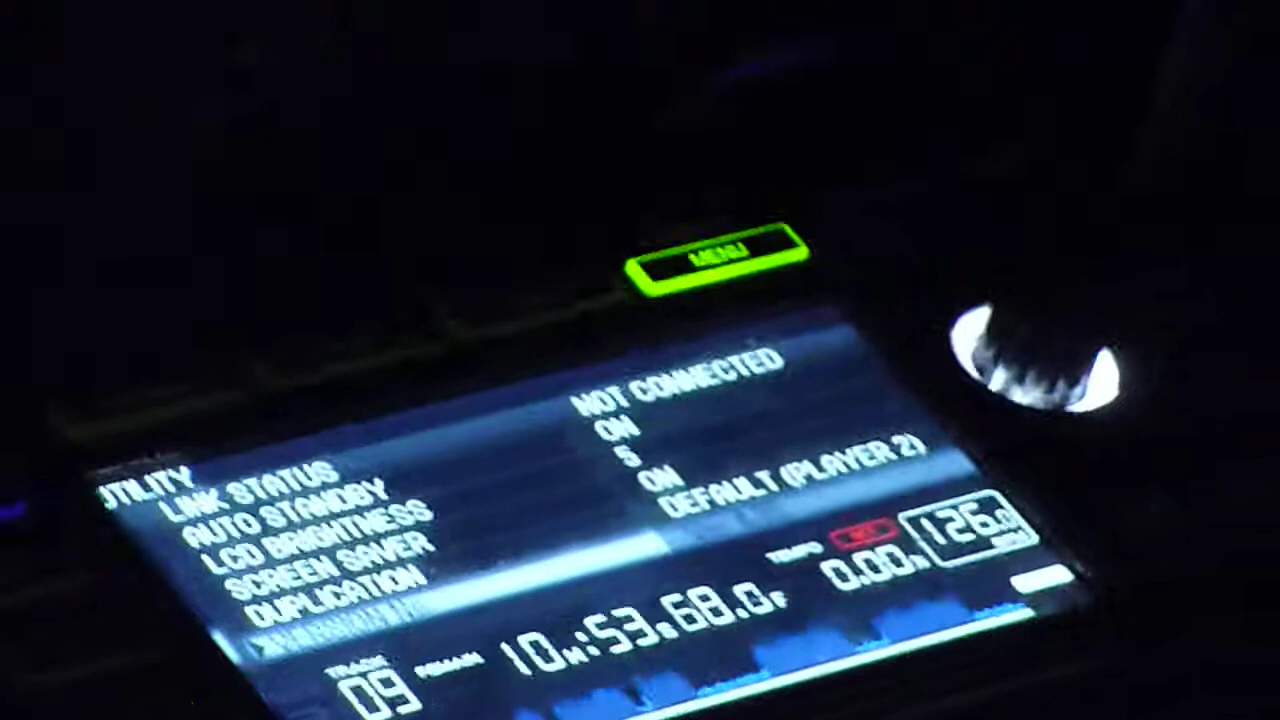 MENU
UTILITY
LINK STATUS NOT CONNECTED
AUTO STANDBY ON
LCD BRIGHTNESS 5
SCREEN SAVER ON
DUPLICATION DEFAULT (PLAYER 2)
TRACK
09
REMAIN
10M:53S68.0F
TEMPO
0.00%
126.0